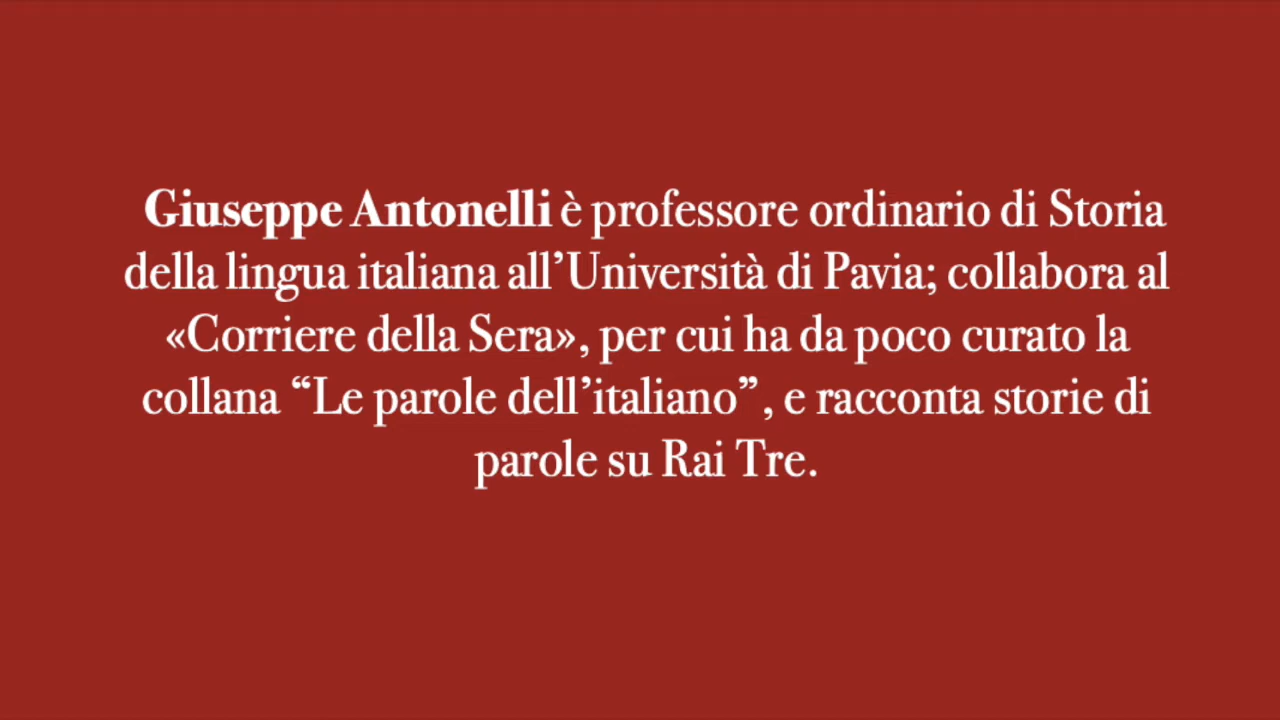 Giuseppe Antonelli è professore ordinario di Storia
della lingua italiana all’Università di Pavia; collabora al
«Corriere della Sera», per cui ha da poco curato la
collana “Le parole dell’italiano”, e racconta storie di
parole su Rai Tre.